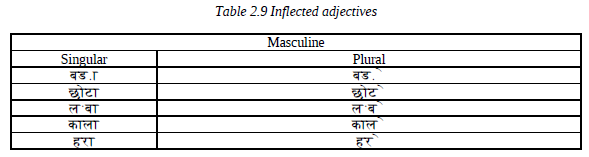 Table 2.9 Inflected adjectives
Masculine
Singular Plural
बड.ा बड.े
छोटा छोटे
ल॰बा ल॰बे
काला काले
हरा हरे